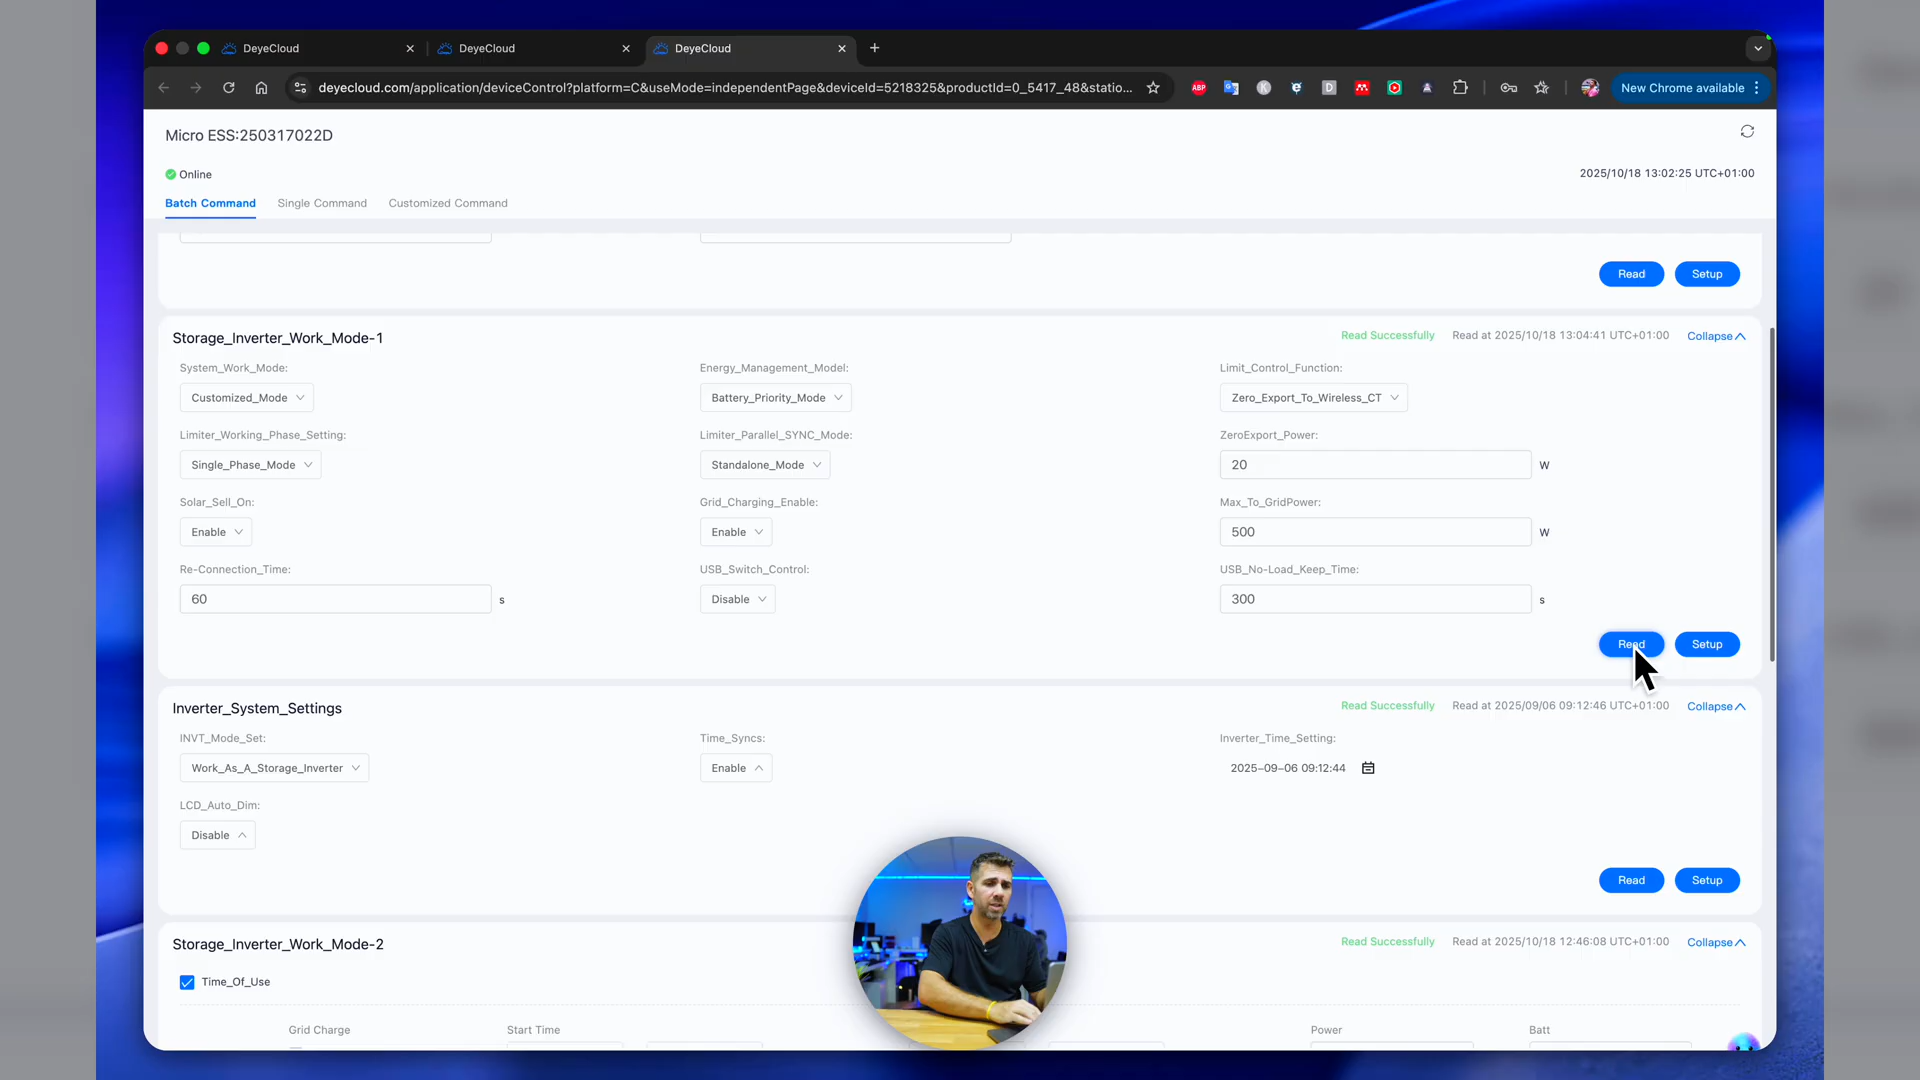 DeyeCloud
DeyeCloud
DeyeCloud
deyecloud.com/application/deviceControl?platform=C&useMode=independentPage&deviceId=5218325&productId=0_5417_48&statio...
ABP
New Chrome available
Micro ESS:250317022D
Online
2025/10/18 13:02:25 UTC+01:00
Batch Command Single Command Customized Command
Read Setup
Storage_Inverter_Work_Mode-1 Read Successfully Read at 2025/10/18 13:04:41 UTC+01:00 Collapse
System_Work_Mode: Energy_Management_Model: Limit_Control_Function:
Customized_Mode Battery_Priority_Mode Zero_Export_To_Wireless_CT
Limiter_Working_Phase_Setting: Limiter_Parallel_SYNC_Mode: ZeroExport_Power:
Single_Phase_Mode Standalone_Mode 20 W
Solar_Sell_On: Grid_Charging_Enable: Max_To_GridPower:
Enable Enable 500 W
Re-Connection_Time: USB_Switch_Control: USB_No-Load_Keep_Time:
60 s Disable 300 s
Read Setup
Inverter_System_Settings Read Successfully Read at 2025/09/06 09:12:46 UTC+01:00 Collapse
INVT_Mode_Set: Time_Syncs: Inverter_Time_Setting:
Work_As_A_Storage_Inverter Enable 2025-09-06 09:12:44
LCD_Auto_Dim:
Disable
Read Setup
Storage_Inverter_Work_Mode-2 Read Successfully Read at 2025/10/18 12:46:08 UTC+01:00 Collapse
Time_Of_Use
Grid Charge Start Time Power Batt